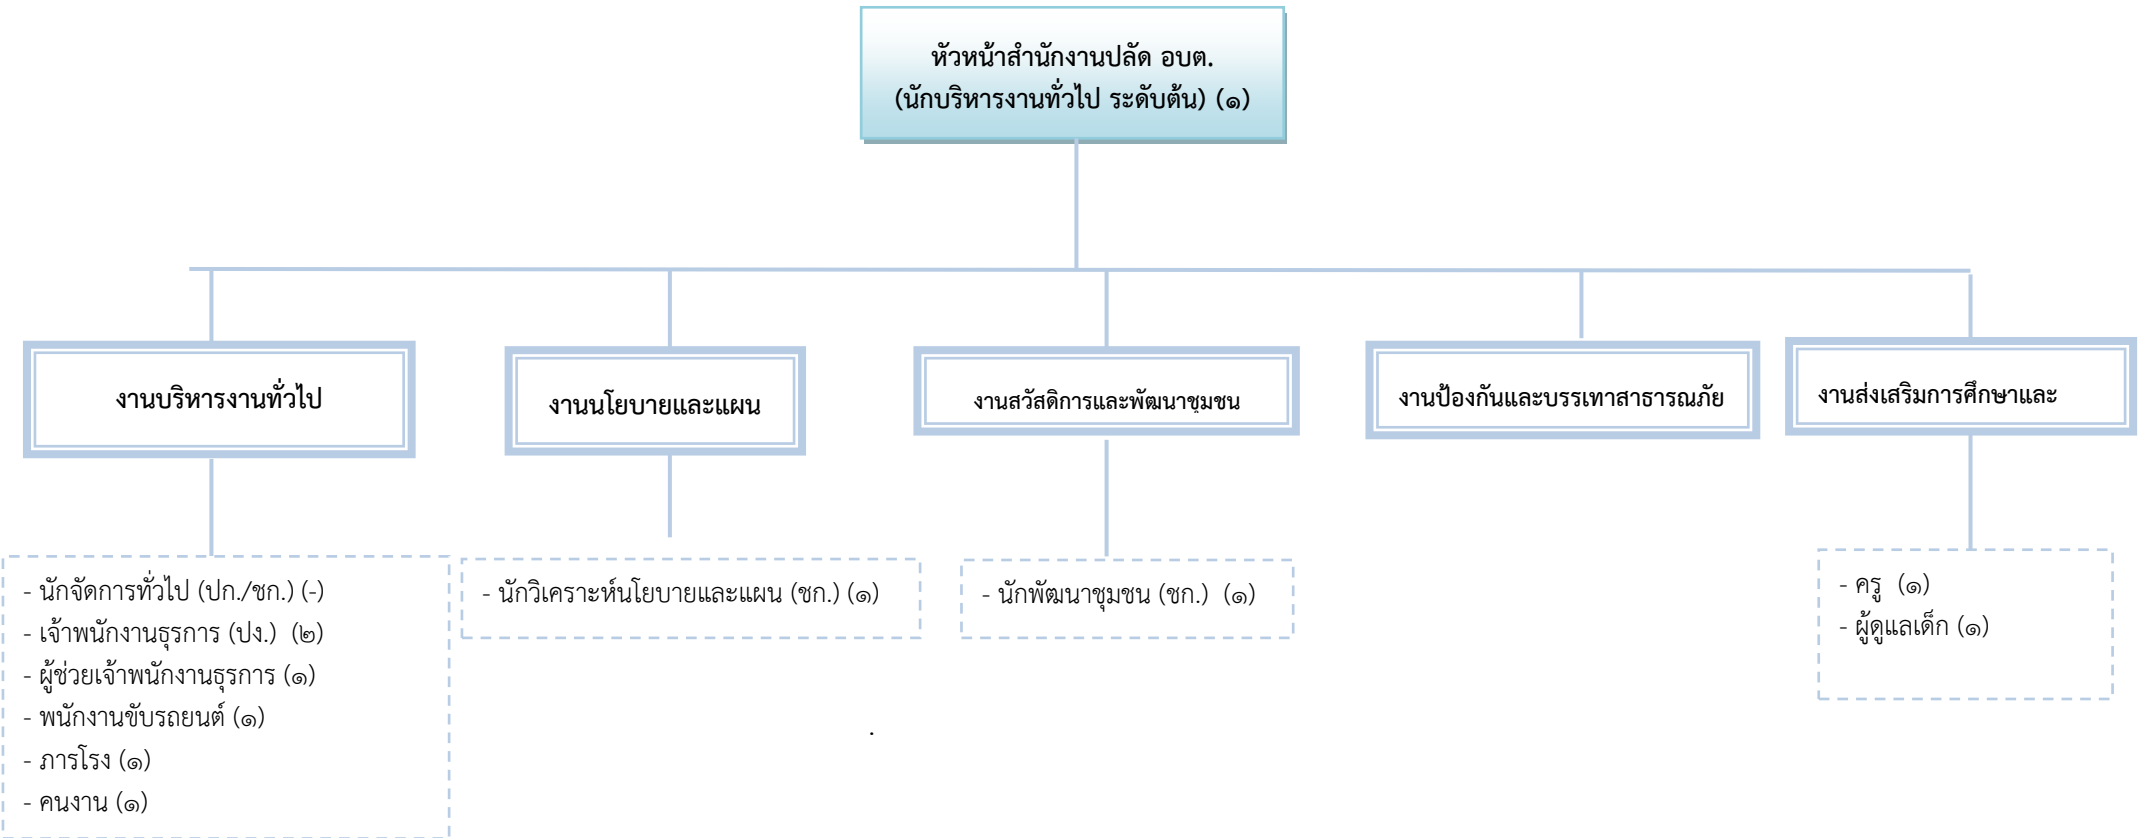 หัวหน้าสำนักงานปลัด อบต.
(นักบริหารงานทั่วไป ระดับต้น) (๑)
งานบริหารงานทั่วไป
งานนโยบายและแผน
งานสวัสดิการและพัฒนาชุมชน
งานป้องกันและบรรเทาสาธารณภัย
งานส่งเสริมการศึกษาและ
- นักจัดการทั่วไป (ปก./ชก.) (-)
- เจ้าพนักงานธุรการ (ปง.) (๒)
- ผู้ช่วยเจ้าพนักงานธุรการ (๑)
- พนักงานขับรถยนต์ (๑)
- ภารโรง (๑)
- คนงาน (๑)
- นักวิเคราะห์นโยบายและแผน (ชก.) (๑)
- นักพัฒนาชุมชน (ชก.) (๑)
- ครู (๑)
- ผู้ดูแลเด็ก (๑)
.